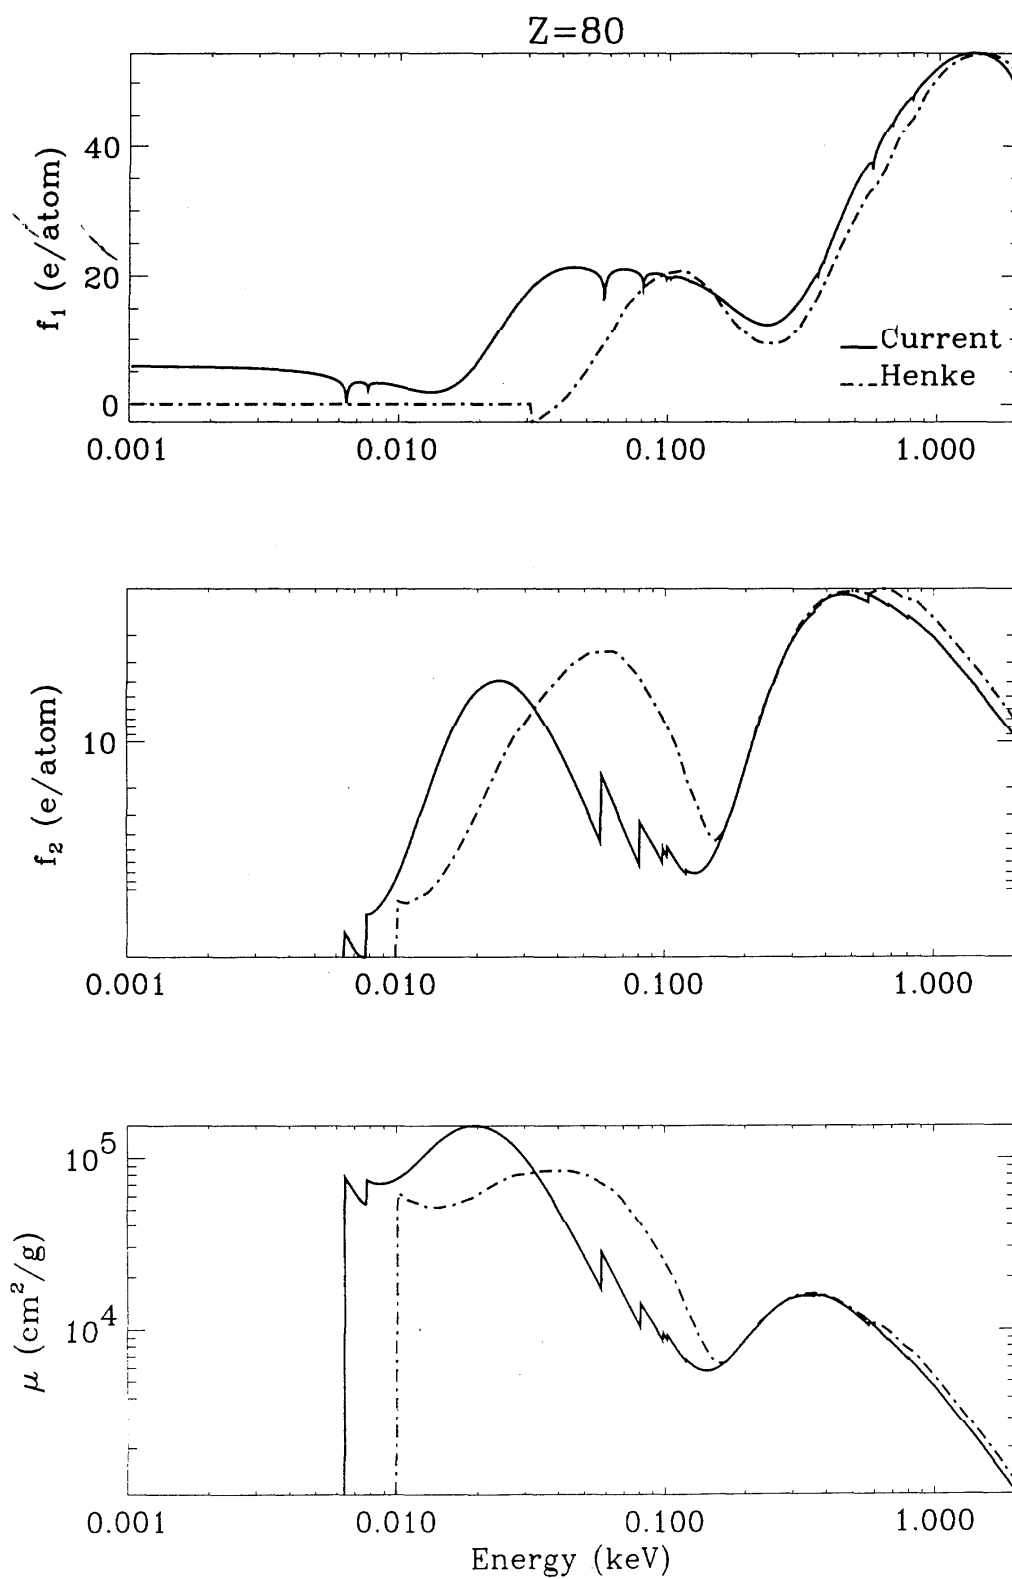 Z=80
f₁ (e/atom)
40
20
0
Current
Henke
0.001 0.010 0.100 1.000
f₂ (e/atom)
10
0.001 0.010 0.100 1.000
μ (cm²/g)
10⁵
10⁴
0.001 0.010 0.100 1.000
Energy (keV)